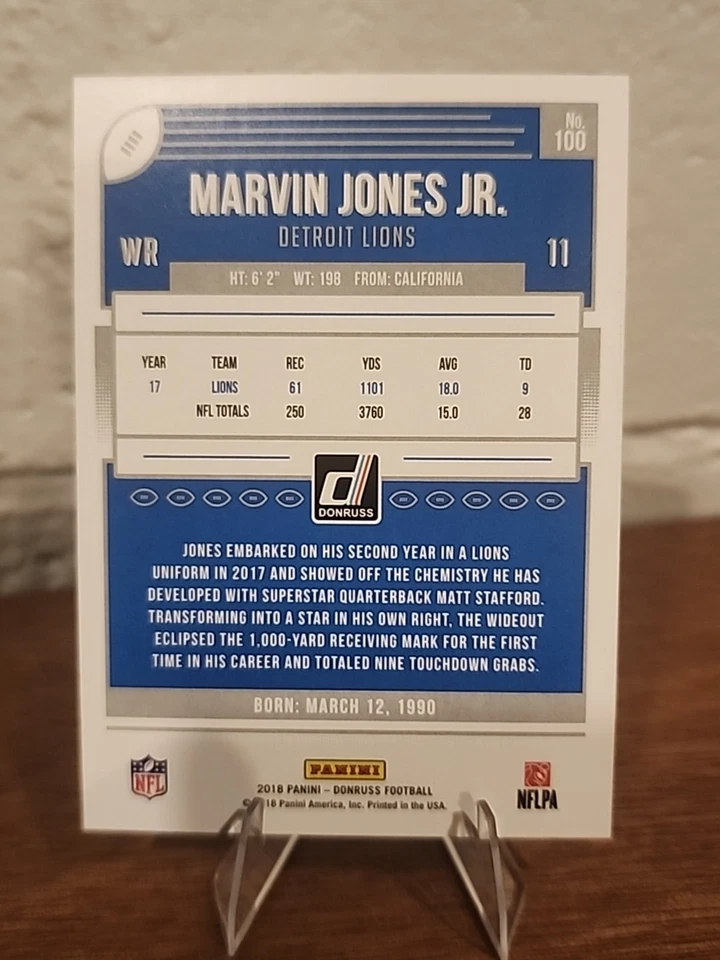 No.
100
MARVIN JONES JR.
DETROIT LIONS
WR
11
HT: 6' 2" WT: 198 FROM: CALIFORNIA
YEAR TEAM REC YDS AVG TD
17 LIONS 61 1101 18.0 9
NFL TOTALS 250 3760 15.0 28
d
DONRUSS
JONES EMBARKED ON HIS SECOND YEAR IN A LIONS
UNIFORM IN 2017 AND SHOWED OFF THE CHEMISTRY HE HAS
DEVELOPED WITH SUPERSTAR QUARTERBACK MATT STAFFORD.
TRANSFORMING INTO A STAR IN HIS OWN RIGHT, THE WIDEOUT
ECLIPSED THE 1,000-YARD RECEIVING MARK FOR THE FIRST
TIME IN HIS CAREER AND TOTALED NINE TOUCHDOWN GRABS.
BORN: MARCH 12, 1990
NFL
PANINI
2018 PANINI – DONRUSS FOOTBALL
© 18 Panini America, Inc. Printed in the USA.
NFLPA